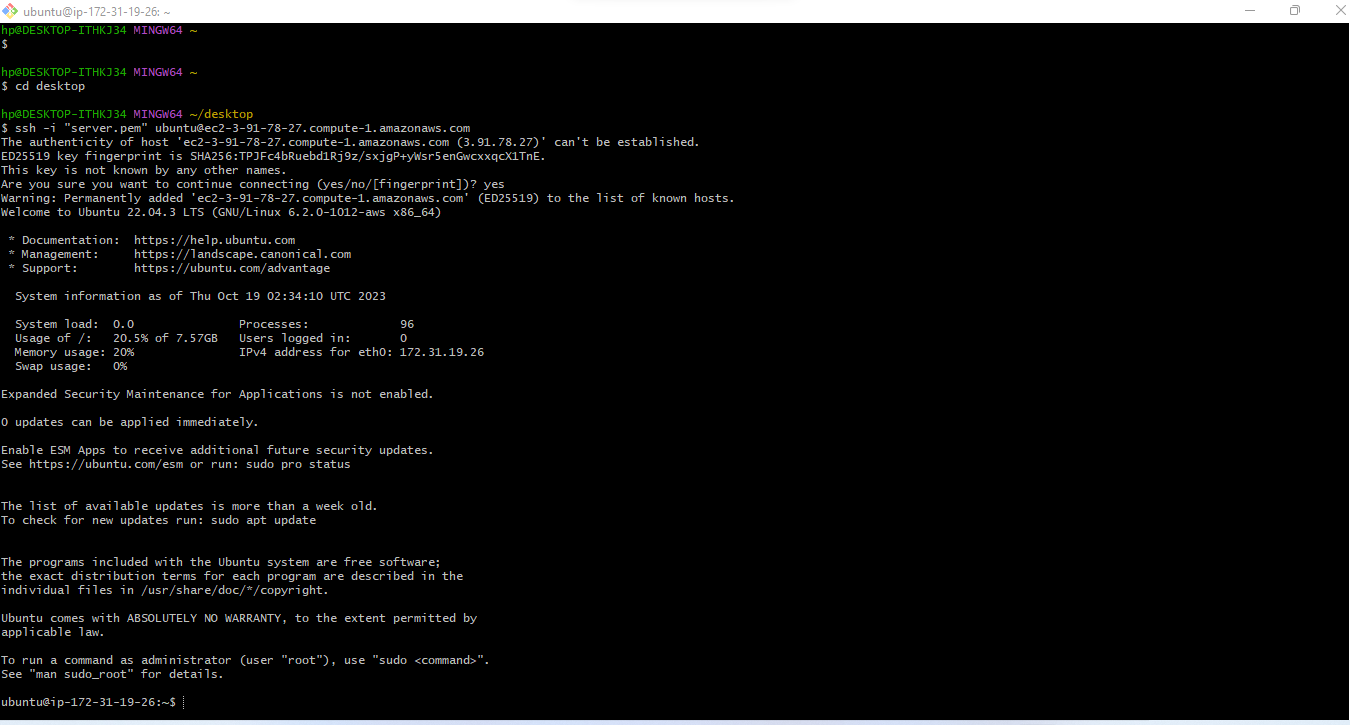 ubuntu@ip-172-31-19-26: ~
hp@DESKTOP-ITHKJ34 MINGW64 ~
$
hp@DESKTOP-ITHKJ34 MINGW64 ~
$ cd desktop
hp@DESKTOP-ITHKJ34 MINGW64 ~/desktop
$ ssh -i "server.pem" ubuntu@ec2-3-91-78-27.compute-1.amazonaws.com
The authenticity of host 'ec2-3-91-78-27.compute-1.amazonaws.com (3.91.78.27)' can't be established.
ED25519 key fingerprint is SHA256:TPJFc4bRuebd1Rj9z/sxjgP+yWsr5enGwcxxqcX1TnE.
This key is not known by any other names.
Are you sure you want to continue connecting (yes/no/[fingerprint])? yes
Warning: Permanently added 'ec2-3-91-78-27.compute-1.amazonaws.com' (ED25519) to the list of known hosts.
Welcome to Ubuntu 22.04.3 LTS (GNU/Linux 6.2.0-1012-aws x86_64)
* Documentation:  https://help.ubuntu.com
* Management:     https://landscape.canonical.com
* Support:        https://ubuntu.com/advantage
System information as of Thu Oct 19 02:34:10 UTC 2023
System load:  0.0               Processes:             96
Usage of /:   20.5% of 7.57GB   Users logged in:       0
Memory usage: 20%               IPv4 address for eth0: 172.31.19.26
Swap usage:   0%
Expanded Security Maintenance for Applications is not enabled.
0 updates can be applied immediately.
Enable ESM Apps to receive additional future security updates.
See https://ubuntu.com/esm or run: sudo pro status
The list of available updates is more than a week old.
To check for new updates run: sudo apt update
The programs included with the Ubuntu system are free software;
the exact distribution terms for each program are described in the
individual files in /usr/share/doc/*/copyright.
Ubuntu comes with ABSOLUTELY NO WARRANTY, to the extent permitted by
applicable law.
To run a command as administrator (user "root"), use "sudo <command>".
See "man sudo_root" for details.
ubuntu@ip-172-31-19-26:~$